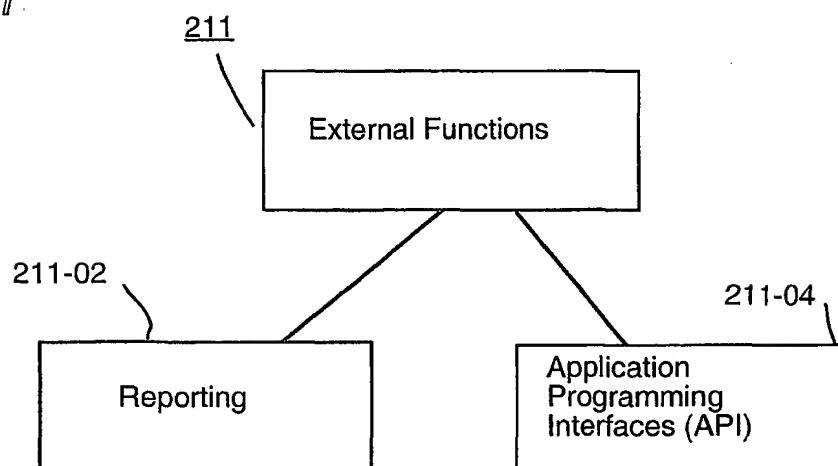 211
External Functions
211-02
211-04
Reporting
Application
Programming
Interfaces (API)